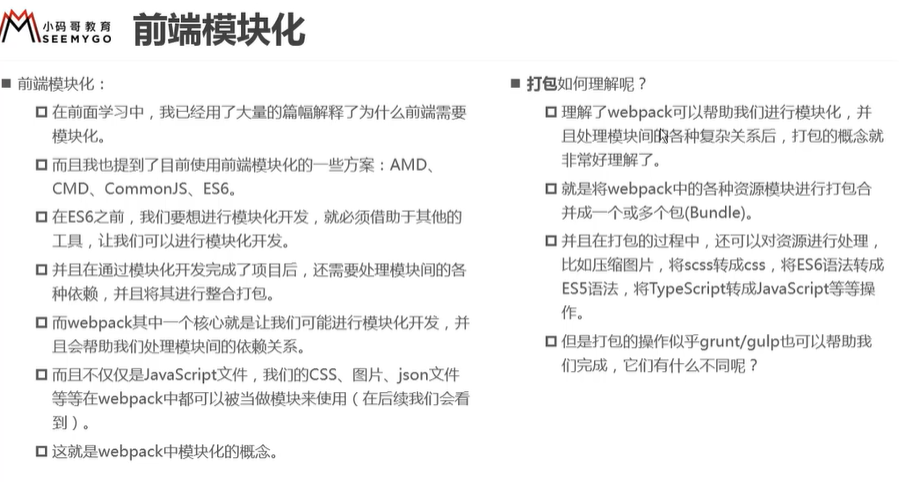 小码哥教育
SEEMYGO
前端模块化
前端模块化：
在前面学习中，我已经用了大量的篇幅解释了为什么前端需要
模块化。
而且我也提到了目前使用前端模块化的一些方案：AMD、
CMD、CommonJS、ES6。
在ES6之前，我们要想进行模块化开发，就必须借助于其他的
工具，让我们可以进行模块化开发。
并且在通过模块化开发完成了项目后，还需要处理模块间的各
种依赖，并且将其进行整合打包。
而webpack其中一个核心就是让我们可能进行模块化开发，并
且会帮助我们处理模块间的依赖关系。
而且不仅仅是JavaScript文件，我们的CSS、图片、json文件
等等在webpack中都可以被当做模块来使用（在后续我们会看
到）。
这就是webpack中模块化的概念。
打包如何理解呢？
理解了webpack可以帮助我们进行模块化，并
且处理模块间的各种复杂关系后，打包的概念就
非常好理解了。
就是将webpack中的各种资源模块进行打包合
并成一个或多个包(Bundle)。
并且在打包的过程中，还可以对资源进行处理，
比如压缩图片，将scss转成css，将ES6语法转成
ES5语法，将TypeScript转成JavaScript等等操
作。
但是打包的操作似乎grunt/gulp也可以帮助我
们完成，它们有什么不同呢？